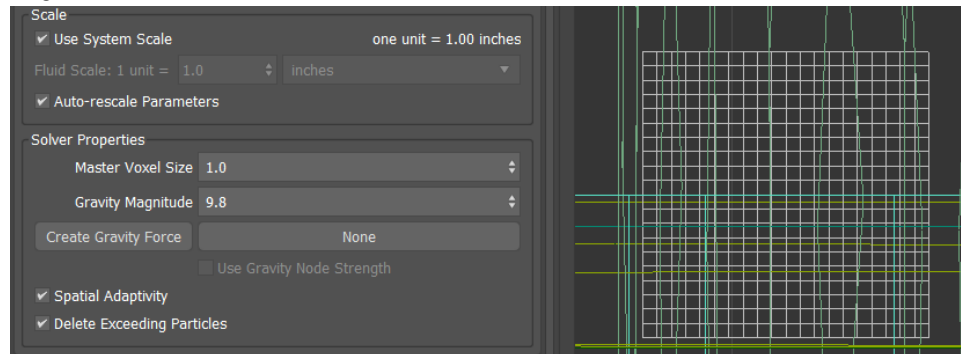 Scale
Use System Scale one unit = 1.00 inches
Fluid Scale: 1 unit = 1.0 inches
Auto-rescale Parameters
Solver Properties
Master Voxel Size 1.0
Gravity Magnitude 9.8
Create Gravity Force None
Use Gravity Node Strength
Spatial Adaptivity
Delete Exceeding Particles